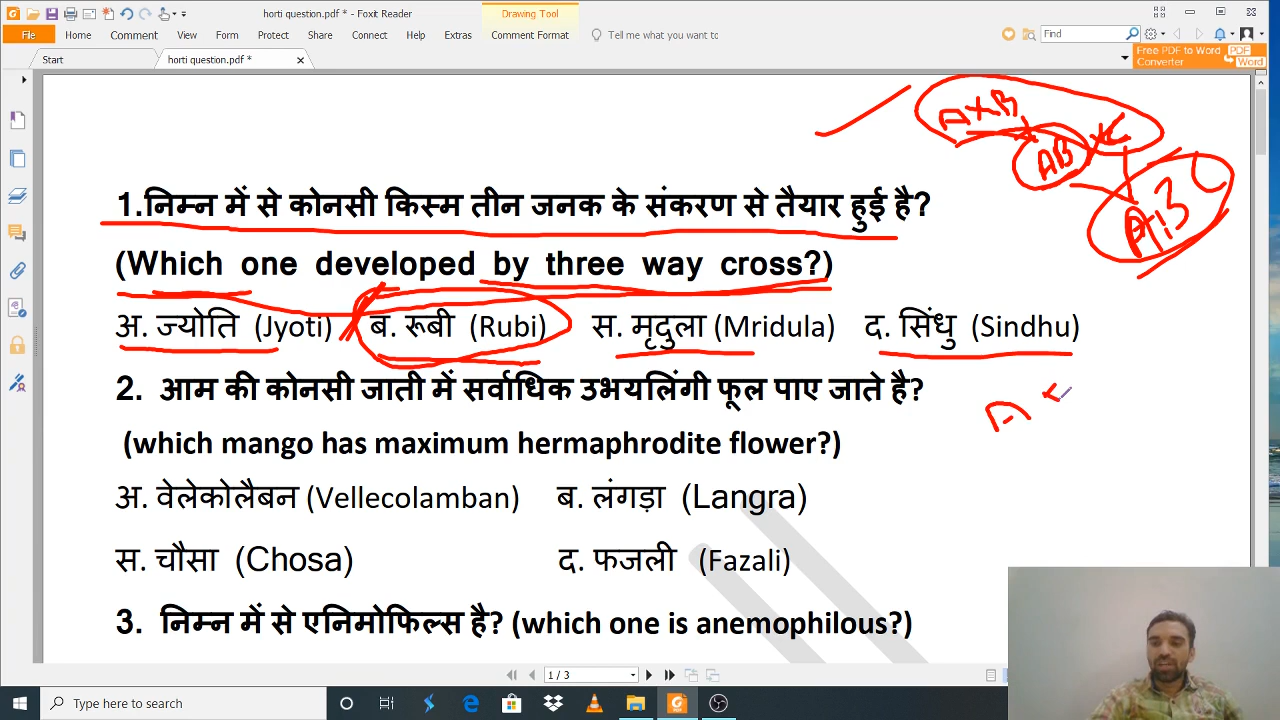 horti question.pdf * - Foxit Reader
Drawing Tool
File Home Comment View Form Protect Share Connect Help Extras Comment Format Tell me what you want to Find
Start horti question.pdf *
Free PDF to Word
Converter
PDF
Word
A X B
AB
1.निम्न में से कोनसी किस्म तीन जनक के संकरण से तैयार हुई है?
(Which one developed by three way cross?)
अ. ज्योति (Jyoti) ब. रूबी (Rubi) स. मृदुला (Mridula) द. सिंधु (Sindhu)
2. आम की कोनसी जाती में सर्वाधिक उभयलिंगी फूल पाए जाते है?
A
(which mango has maximum hermaphrodite flower?)
अ. वेलेकोलैबन (Vellecolamban) ब. लंगड़ा (Langra)
स. चौसा (Chosa) द. फजली (Fazali)
3. निम्न में से एनिमोफिल्स है? (which one is anemophilous?)
1 / 3
Type here to search